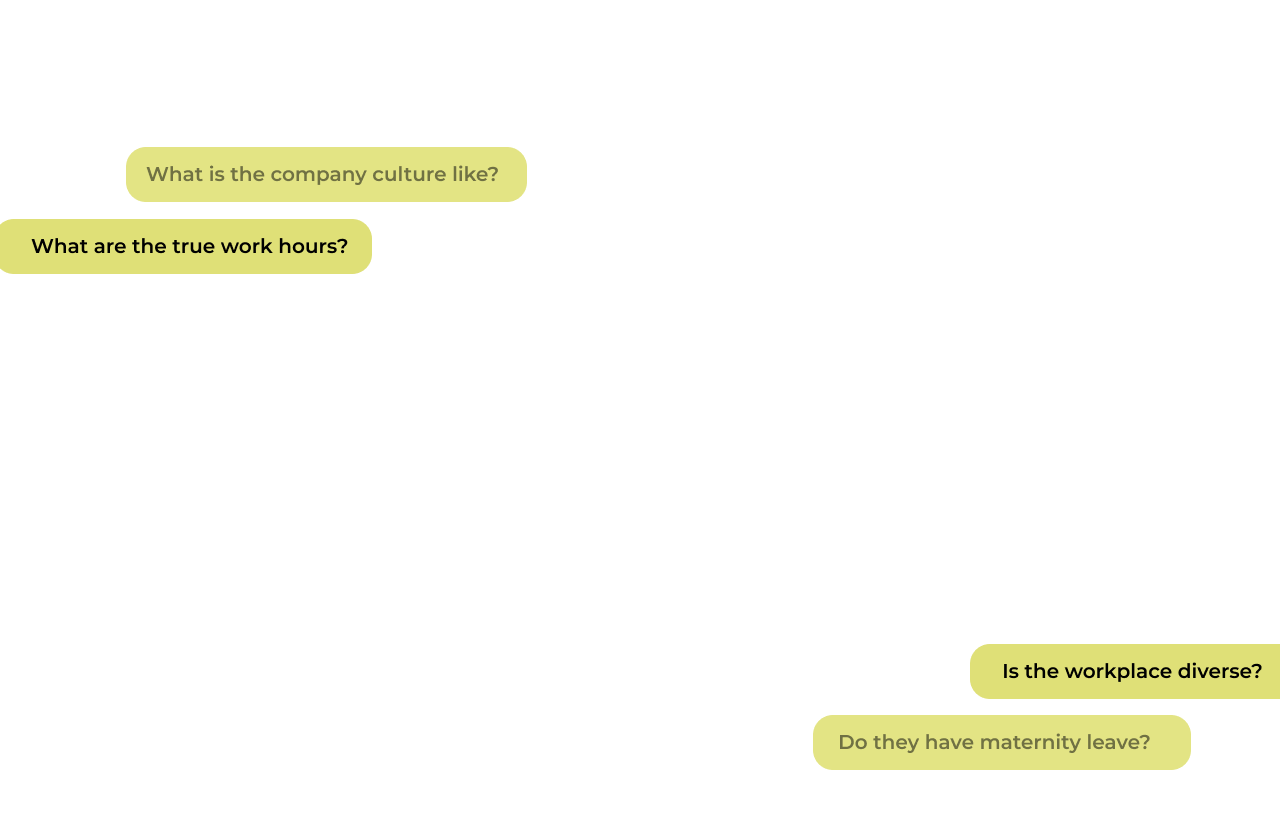 What is the company culture like?
What are the true work hours?
Is the workplace diverse?
Do they have maternity leave?